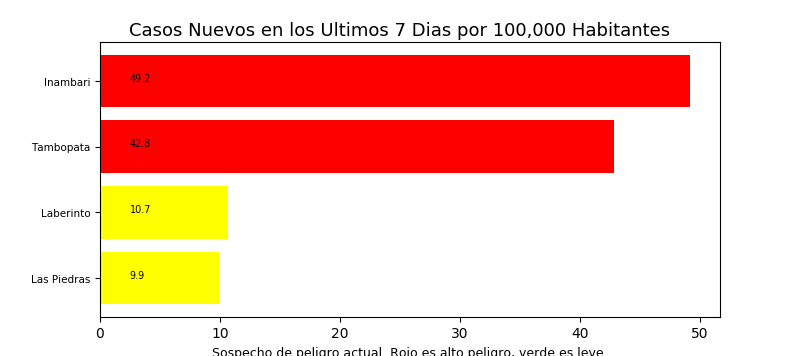 Casos Nuevos en los Ultimos 7 Dias por 100,000 Habitantes
Inambari 49.2
Tambopata 42.8
Laberinto 10.7
Las Piedras 9.9
0 10 20 30 40 50
Sospecho de peligro actual. Rojo es alto peligro, verde es leve